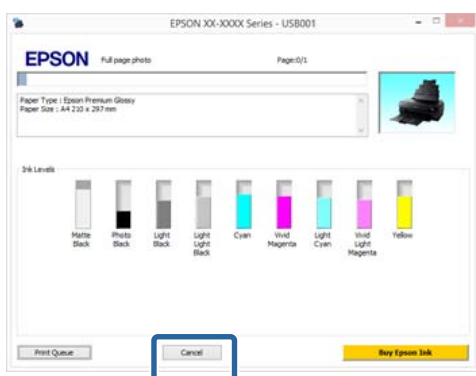 EPSON XX-XXXX Series - USB001
EPSON Full page photo Page:0/1
Paper Type : Epson Premium Glossy
Paper Size : A4 210 x 297 mm
Ink Levels
Matte Black
Photo Black
Light Black
Light Light Black
Cyan
Vivid Magenta
Light Cyan
Vivid Light Magenta
Yellow
Print Queue
Cancel
Buy Epson Ink